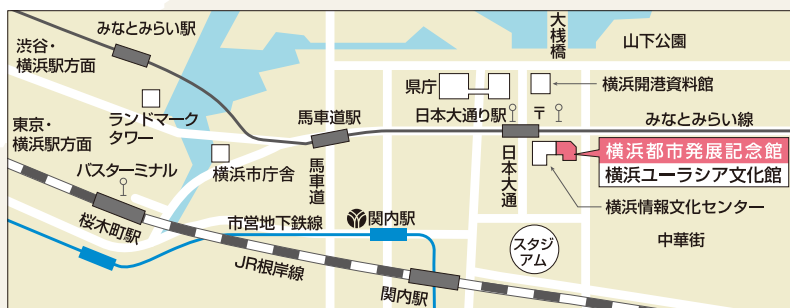 みなとみらい駅
渋谷・
横浜駅方面
大桟橋
山下公園
県庁
横浜開港資料館
ランドマーク
タワー
馬車道駅
日本大通り駅
〒
みなとみらい線
東京・
横浜駅方面
バスターミナル
横浜市庁舎
馬車道
日本大通
横浜都市発展記念館
横浜ユーラシア文化館
横浜情報文化センター
桜木町駅
市営地下鉄線
関内駅
スタジ
アム
中華街
JR根岸線
関内駅